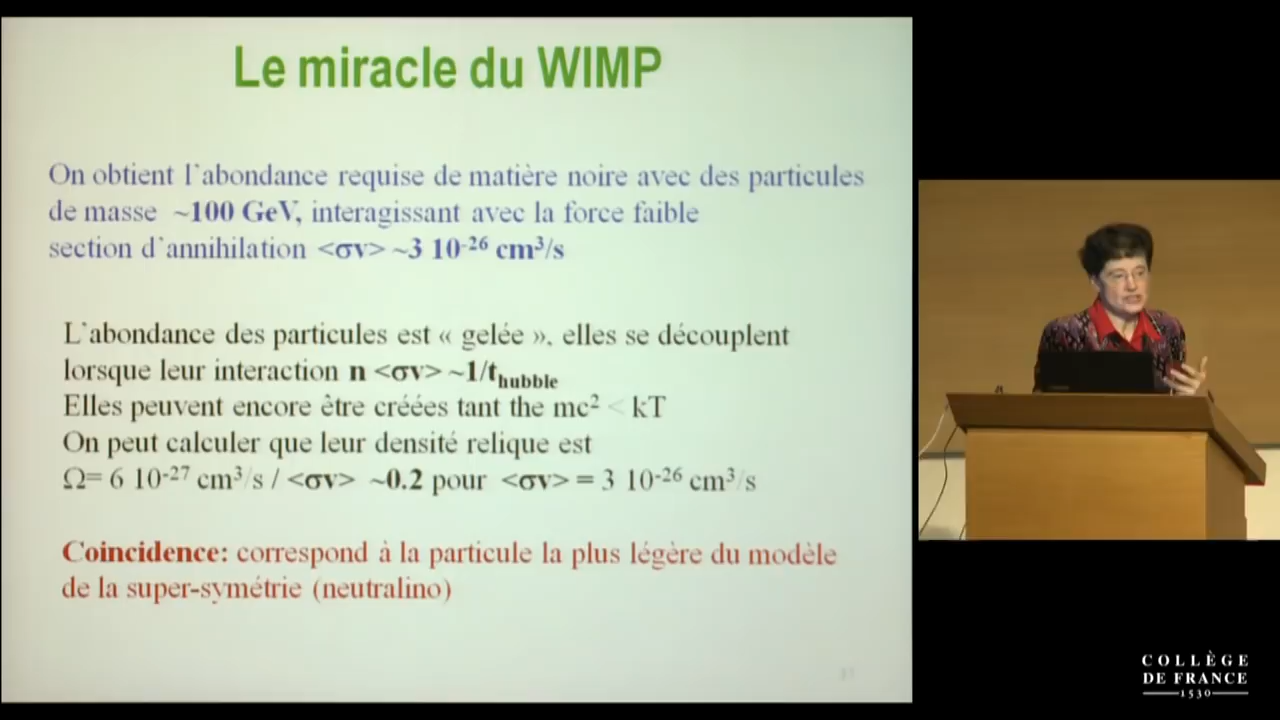 Le miracle du WIMP
On obtient l'abondance requise de matière noire avec des particules
de masse ~100 GeV, interagissant avec la force faible
section d'annihilation <σv> ~3 10⁻²⁶ cm³/s
L'abondance des particules est « gelée », elles se découplent
lorsque leur interaction n <σv> ~1/t_hubble
Elles peuvent encore être créées tant the mc² < kT
On peut calculer que leur densité relique est
Ω= 6 10⁻²⁷ cm³/s / <σv> ~0.2 pour <σv> = 3 10⁻²⁶ cm³/s
Coincidence: correspond à la particule la plus légère du modèle
de la super-symétrie (neutralino)
COLLÈGE
DE FRANCE
1530